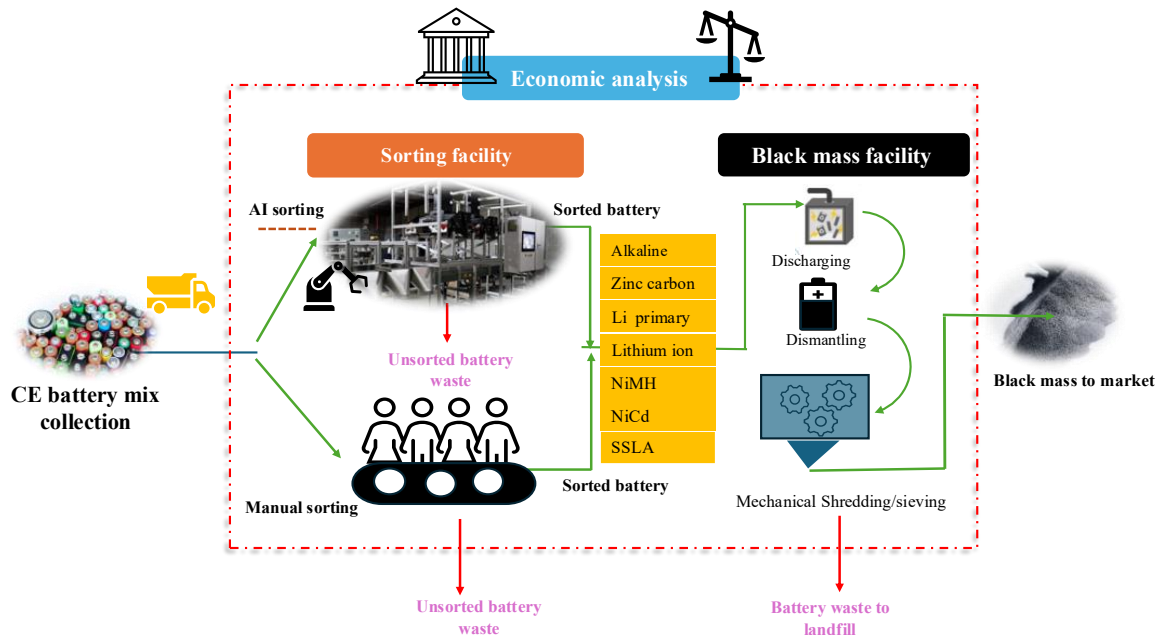 Economic analysis
Sorting facility
Black mass facility
AI sorting
Sorted battery
Alkaline
Zinc carbon
Li primary
Lithium ion
NiMH
NiCd
SSLA
Discharging
Dismantling
Unsorted battery
waste
CE battery mix
collection
Black mass to market
Manual sorting
Sorted battery
Mechanical Shredding/sieving
Unsorted battery
waste
Battery waste to
landfill